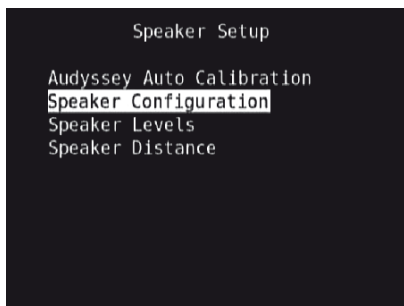 Speaker Setup
Audyssey Auto Calibration
Speaker Configuration
Speaker Levels
Speaker Distance